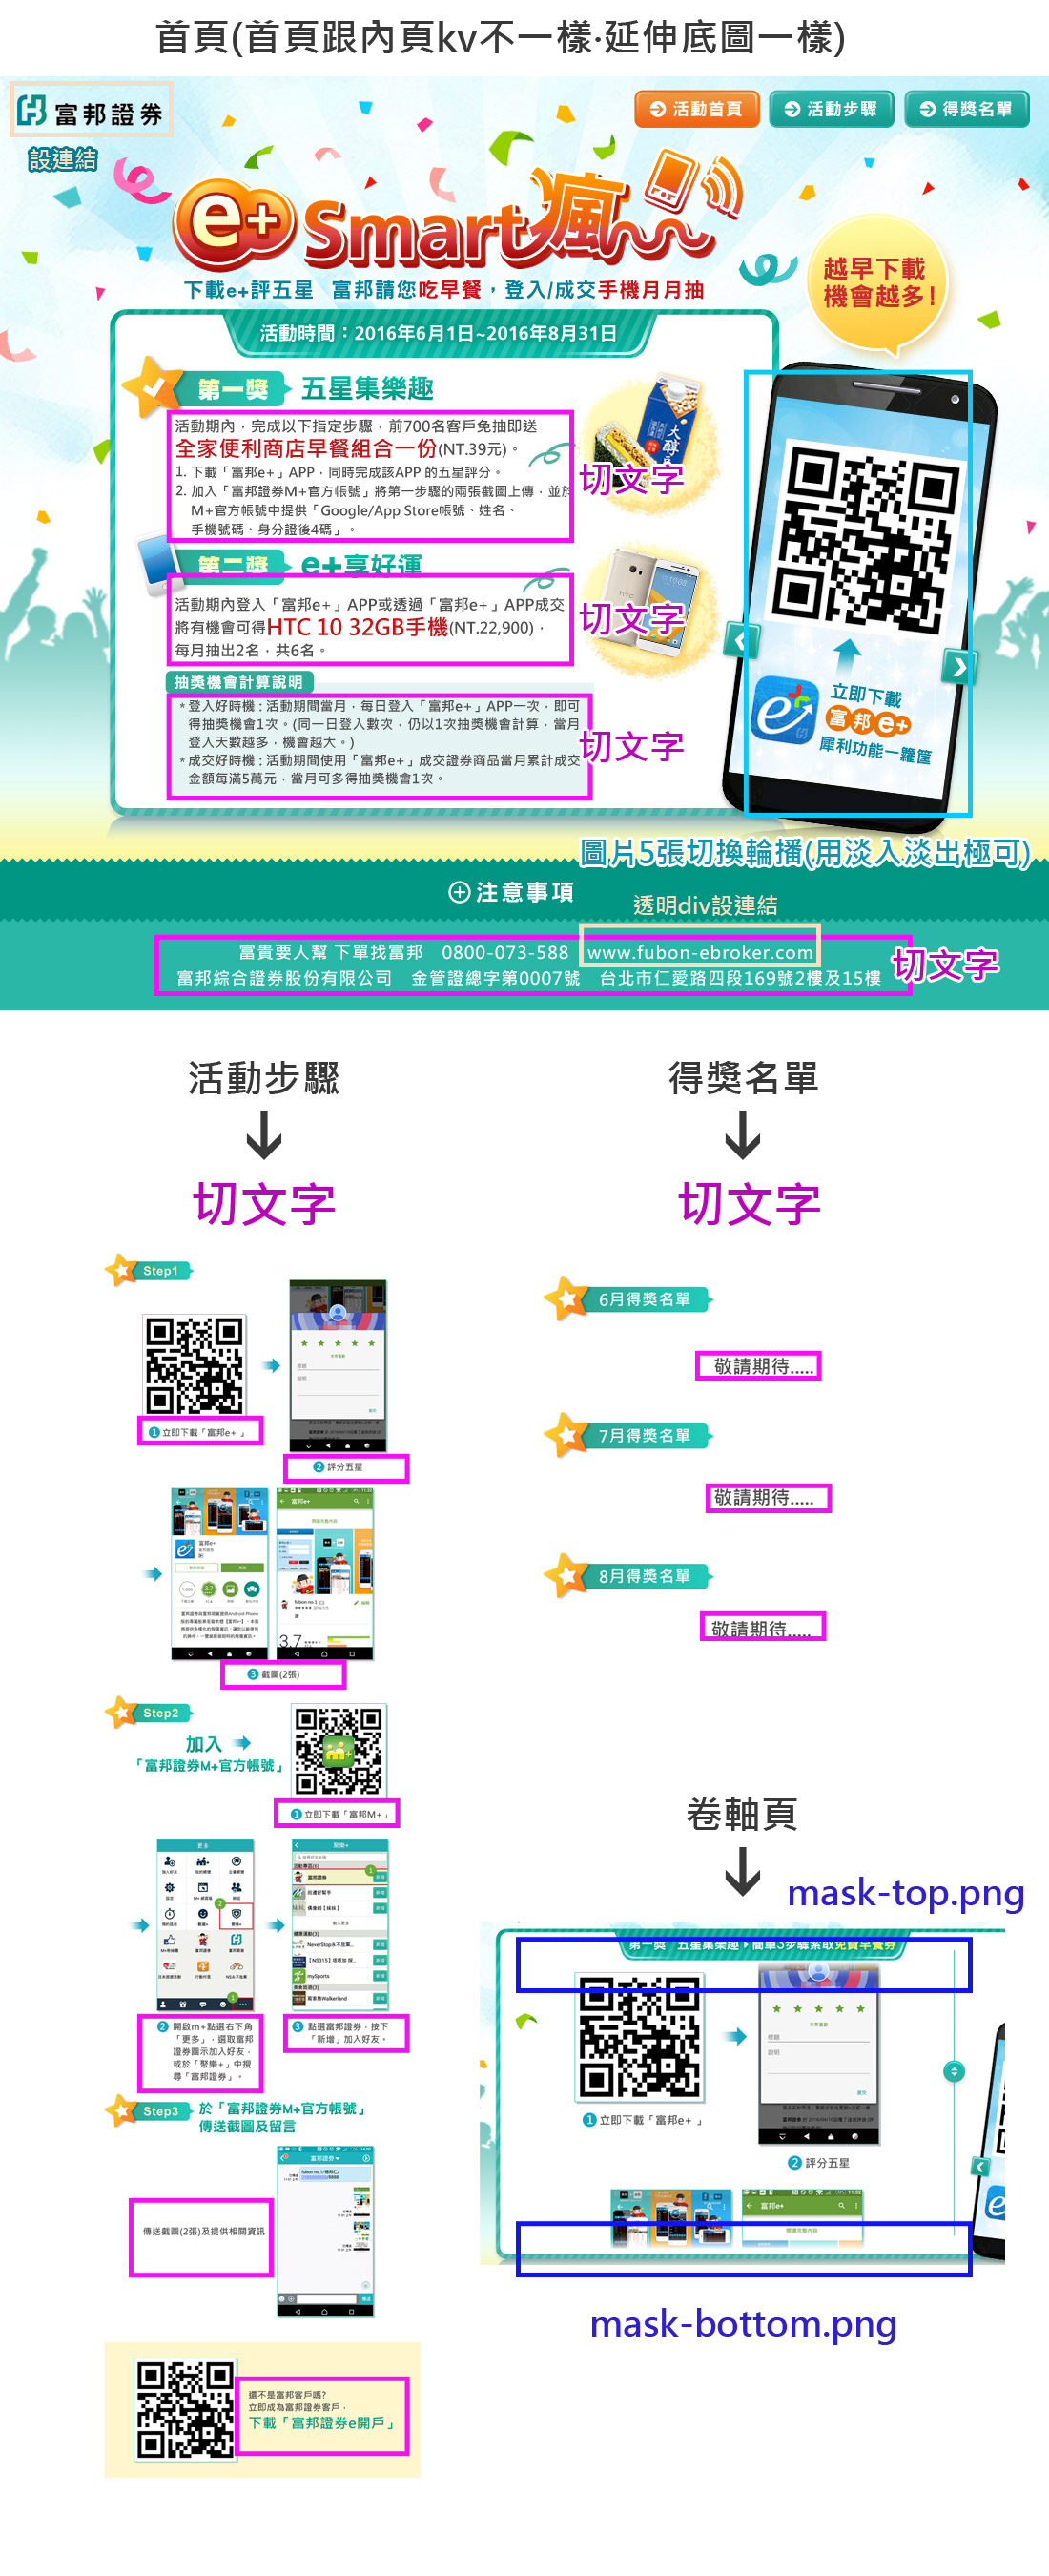 首頁(首頁跟內頁kv不一樣·延伸底圖一樣)
富邦證券
活動首頁
活動步驟
得獎名單
設連結
e+ Smart瘋
下載e+評五星 富邦請您吃早餐，登入/成交手機月月抽
越早下載
機會越多!
活動時間：2016年6月1日~2016年8月31日
第一獎 五星集樂趣
活動期內，完成以下指定步驟，前700名客戶免抽即送
全家便利商店早餐組合一份(NT.39元)。
1. 下載「富邦e+」APP，同時完成該APP 的五星評分。
2. 加入「富邦證券M+官方帳號」將第一步驟的兩張截圖上傳，並於
M+官方帳號中提供「Google/App Store帳號、姓名、
手機號碼、身分證後4碼」。
切文字
第二獎 e+享好運
活動期內登入「富邦e+」APP或透過「富邦e+」APP成交
將有機會可得HTC 10 32GB手機(NT.22,900)，
每月抽出2名，共6名。
切文字
抽獎機會計算說明
* 登入好時機：活動期間當月，每日登入「富邦e+」APP一次，即可
得抽獎機會1次。(同一日登入數次，仍以1次抽獎機會計算，當月
登入天數越多，機會越大。)
* 成交好時機：活動期間使用「富邦e+」成交證券商品當月累計成交
金額每滿5萬元，當月可多得抽獎機會1次。
切文字
立即下載
富邦e+
犀利功能一籮筐
圖片5張切換輪播(用淡入淡出極可)
注意事項
透明div設連結
富貴要人幫 下單找富邦 0800-073-588 www.fubon-ebroker.com
富邦綜合證券股份有限公司 金管證總字第0007號 台北市仁愛路四段169號2樓及15樓
切文字
活動步驟
切文字
Step1
1 立即下載「富邦e+ 」
2 評分五星
富邦e+
3.7
3 截圖(2張)
Step2
加入
「富邦證券M+官方帳號」
1 立即下載「富邦M+」
更多
聚樂+
富邦證券
NeverStop永不放棄...
mySports
2 開啟m+點選右下角
「更多」，選取富邦
證券圖示加入好友，
或於「聚樂+」中搜
尋「富邦證券」。
3 點選富邦證券，按下
「新增」加入好友。
Step3 於「富邦證券M+官方帳號」
傳送截圖及留言
富邦證券
傳送截圖(2張)及提供相關資訊
還不是富邦客戶嗎?
立即成為富邦證券客戶，
下載「富邦證券e開戶」
得獎名單
切文字
6月得獎名單
敬請期待.....
7月得獎名單
敬請期待.....
8月得獎名單
敬請期待.....
卷軸頁
mask-top.png
第一獎 五星集樂趣 簡單3步驟索取免費早餐券
1 立即下載「富邦e+ 」
2 評分五星
富邦e+
mask-bottom.png